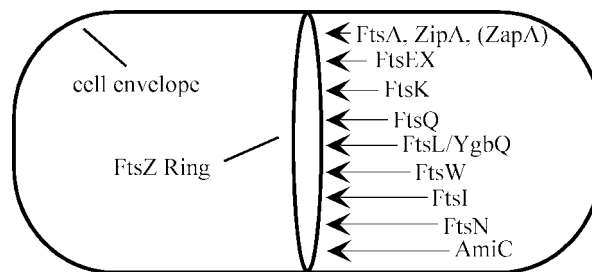 FtsA, ZipA, (ZapA)
FtsEX
cell envelope
FtsK
FtsQ
FtsL/YgbQ
FtsZ Ring
FtsW
FtsI
FtsN
AmiC